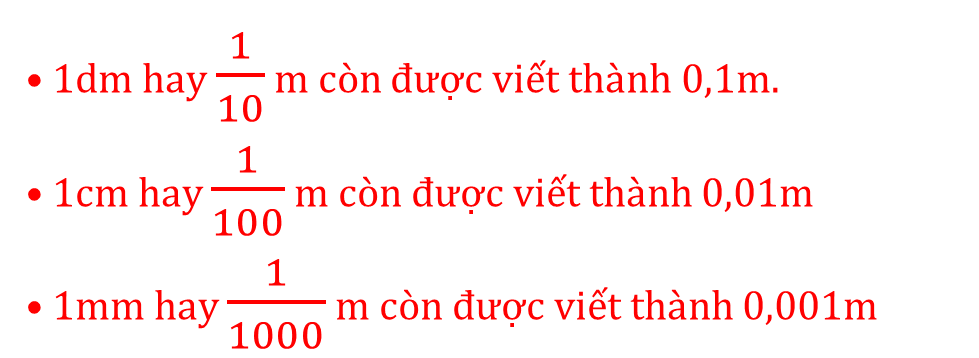 • 1dm hay 1/10 m còn được viết thành 0,1m.
• 1cm hay 1/100 m còn được viết thành 0,01m
• 1mm hay 1/1000 m còn được viết thành 0,001m